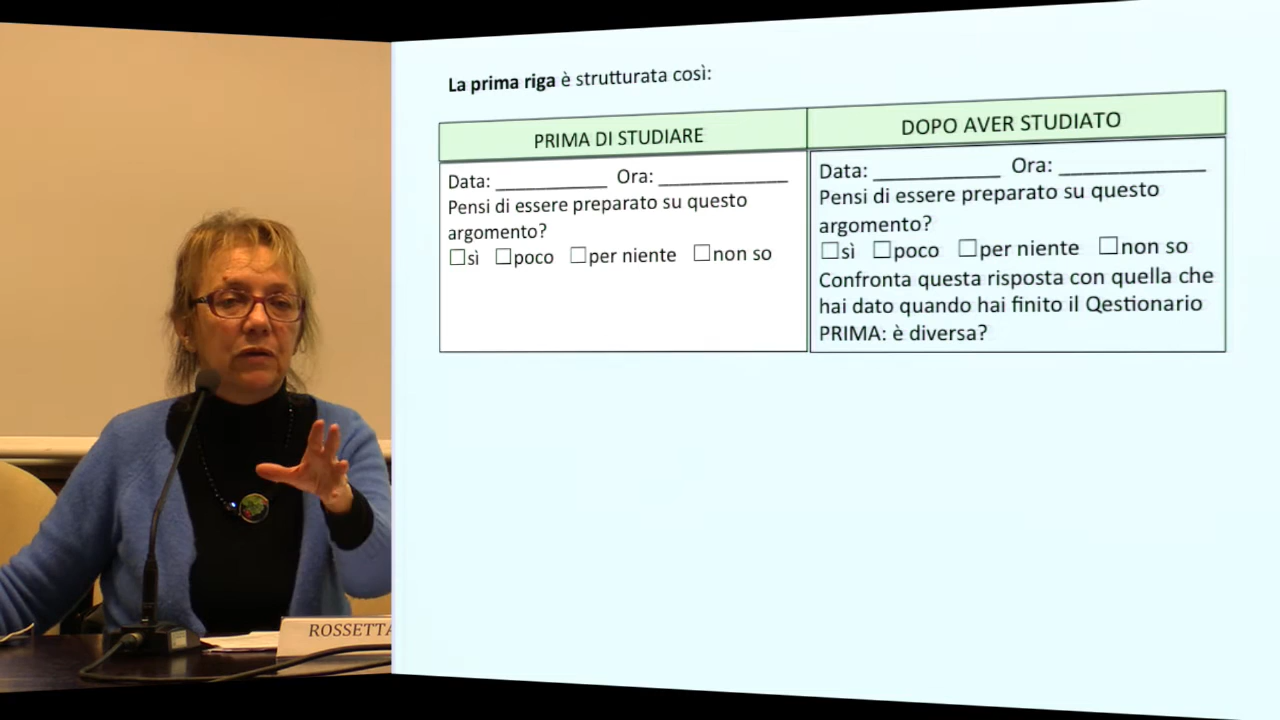 La prima riga è strutturata così:
PRIMA DI STUDIARE
Data: ___________ Ora: _____________
Pensi di essere preparato su questo
argomento?
☐sì ☐poco ☐per niente ☐non so
DOPO AVER STUDIATO
Data: ____________ Ora: ______________
Pensi di essere preparato su questo
argomento?
☐sì ☐poco ☐per niente ☐non so
Confronta questa risposta con quella che
hai dato quando hai finito il Qestionario
PRIMA: è diversa?
ROSSETTA